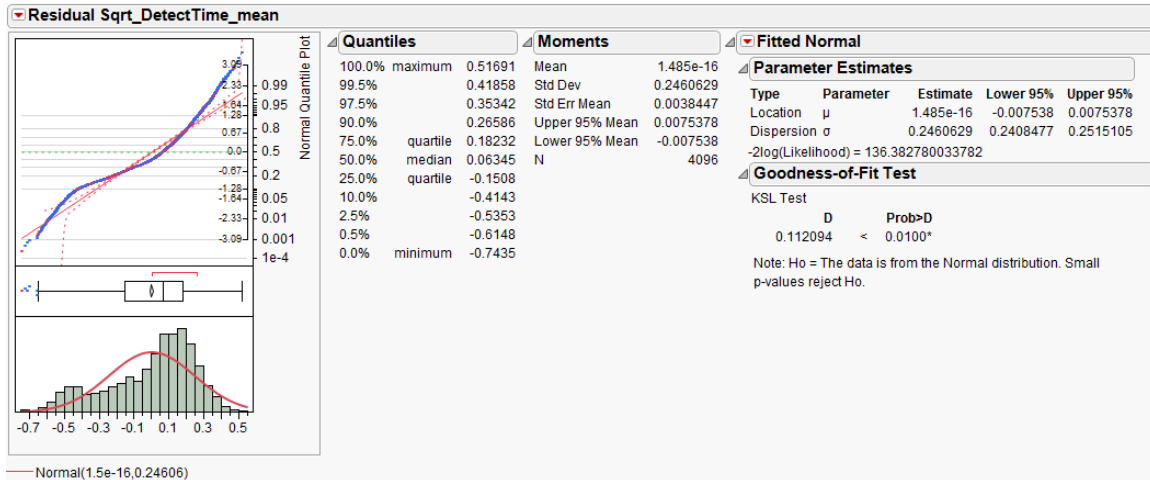 Residual Sqrt_DetectTime_mean
Normal Quantile Plot
3.09
2.33
1.64
1.28
0.67
0.0
-0.67
-1.28
-1.64
-2.33
-3.09
0.99
0.95
0.8
0.5
0.2
0.05
0.01
0.001
1e-4
-0.7 -0.5 -0.3 -0.1 0.1 0.3 0.5
Normal(1.5e-16,0.24606)
Quantiles
100.0% maximum 0.51691
99.5% 0.41858
97.5% 0.35342
90.0% 0.26586
75.0% quartile 0.18232
50.0% median 0.06345
25.0% quartile -0.1508
10.0% -0.4143
2.5% -0.5353
0.5% -0.6148
0.0% minimum -0.7435
Moments
Mean 1.485e-16
Std Dev 0.2460629
Std Err Mean 0.0038447
Upper 95% Mean 0.0075378
Lower 95% Mean -0.007538
N 4096
Fitted Normal
Parameter Estimates
Type Parameter Estimate Lower 95% Upper 95%
Location μ 1.485e-16 -0.007538 0.0075378
Dispersion σ 0.2460629 0.2408477 0.2515105
-2log(Likelihood) = 136.382780033782
Goodness-of-Fit Test
KSL Test
D Prob>D
0.112094 < 0.0100*
Note: Ho = The data is from the Normal distribution. Small
p-values reject Ho.